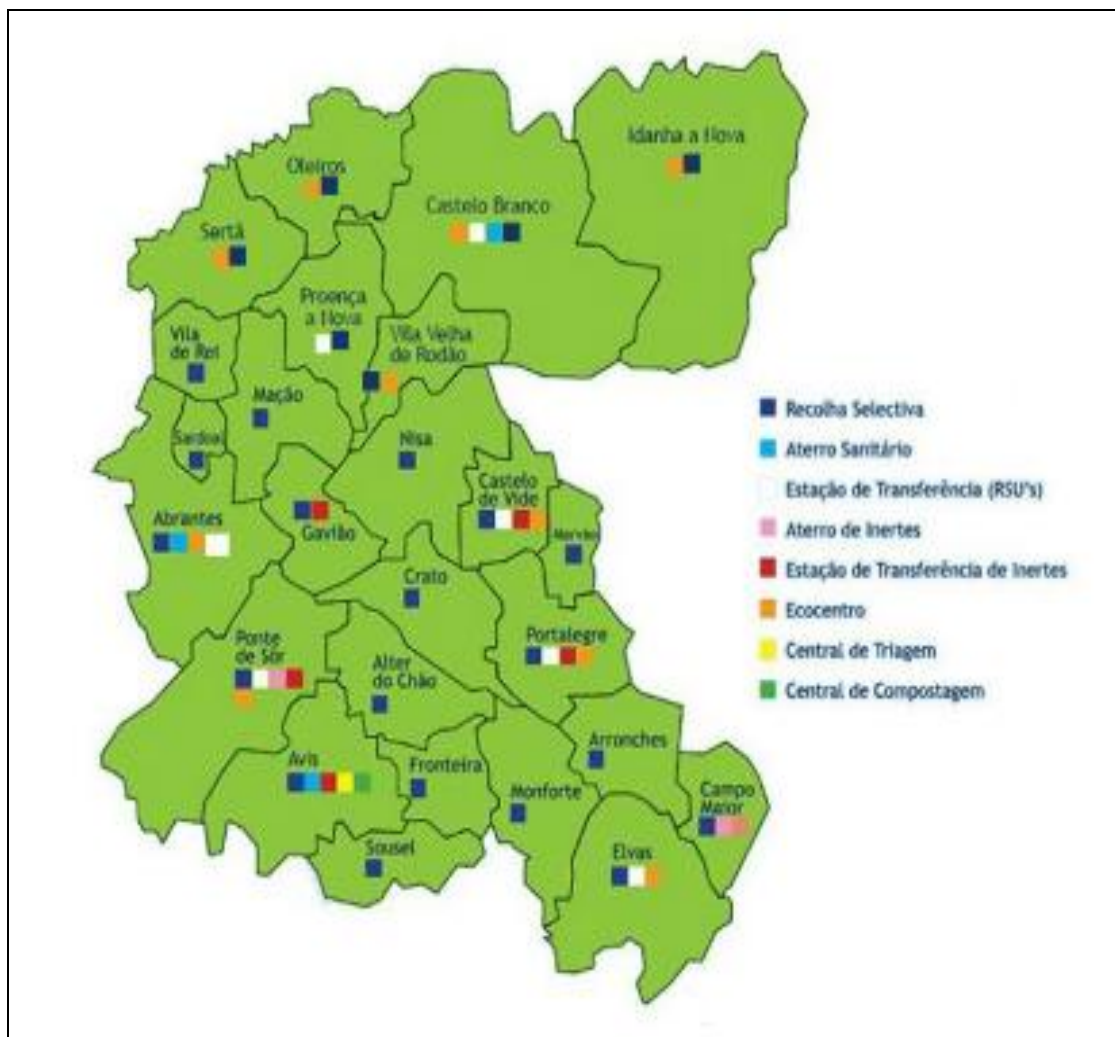 Idanha a Nova
Oleiros
Castelo Branco
Sertã
Proença
a Nova
Vila Velha
de Rodão
Vila
de Rei
Mação
Nisa
Sardoal
Castelo
de Vide
Abrantes
Gavião
Marvão
Crato
Ponte
de Sôr
Portalegre
Alter
do Chão
Arronches
Avis
Fronteira
Monforte
Campo
Maior
Sousel
Elvas
Recolha Selectiva
Aterro Sanitário
Estação de Transferência (RSU's)
Aterro de Inertes
Estação de Transferência de Inertes
Ecocentro
Central de Triagem
Central de Compostagem